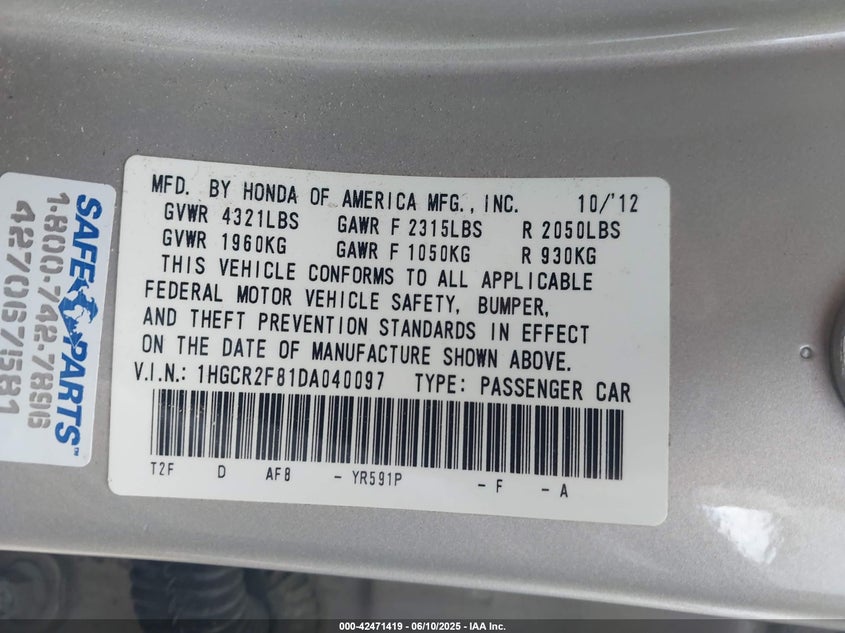 MFD. BY HONDA OF AMERICA MFG., INC. 10/'12
GVWR 4321LBS GAWR F 2315LBS R 2050LBS
GVWR 1960KG GAWR F 1050KG R 930KG
THIS VEHICLE CONFORMS TO ALL APPLICABLE
FEDERAL MOTOR VEHICLE SAFETY, BUMPER,
AND THEFT PREVENTION STANDARDS IN EFFECT
ON THE DATE OF MANUFACTURE SHOWN ABOVE.
V.I.N.: 1HGCR2F81DA040097 TYPE: PASSENGER CAR
T2F D AF8 - YR591P - F - A
SAFE PARTS™
1-800-742-7896
4270671581
000-42471419 - 06/10/2025 - IAA Inc.